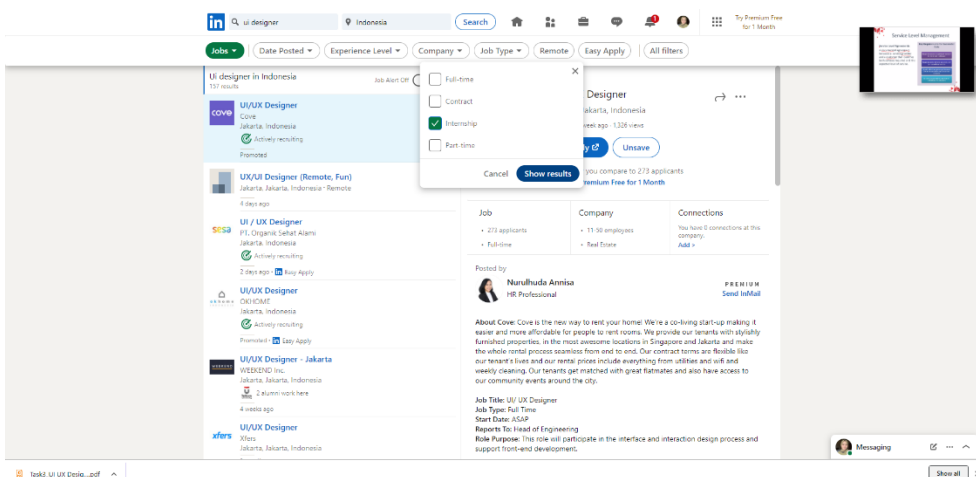 in
ui designer
Indonesia
Search
Try Premium Free
for 1 Month
Service Level Management
Jobs
Date Posted
Experience Level
Company
Job Type
Remote
Easy Apply
All filters
Ui designer in Indonesia
157 results
Job Alert Off
Full-time
Contract
Internship
Part-time
Cancel
Show results
cove
UI/UX Designer
Cove
Jakarta, Indonesia
Actively recruiting
Promoted
UX/UI Designer (Remote, Fun)
Jakarta, Jakarta, Indonesia - Remote
4 days ago
sesa
UI / UX Designer
PT. Organik Sehat Alami
Jakarta, Indonesia
Actively recruiting
2 days ago · in Easy Apply
UI/UX Designer
OKHOME
Jakarta, Indonesia
Actively recruiting
Promoted · in Easy Apply
WEEKEND
UI/UX Designer - Jakarta
WEEKEND Inc.
Jakarta, Jakarta, Indonesia
2 alumni work here
4 weeks ago
xfers
UI/UX Designer
Xfers
Jakarta, Jakarta, Indonesia
Designer
Jakarta, Indonesia
week ago · 1,326 views
Unsave
you compare to 273 applicants
Premium Free for 1 Month
Job
Company
Connections
• 273 applicants
• 11-50 employees
You have 0 connections at this
company.
• Full-time
• Real Estate
Add »
Posted by
Nurulhuda Annisa
HR Professional
PREMIUM
Send InMail
About Cove: Cove is the new way to rent your home! We're a co-living start-up making it
easier and more affordable for people to rent rooms. We provide our tenants with stylishly
furnished properties, in the most awesome locations in Singapore and Jakarta and make
the whole rental process seamless from end to end. Our contract terms are flexible like
our tenant's lives and our rental prices include everything from utilities and wifi and
weekly cleaning. Our tenants get matched with great flatmates and also have access to
our community events around the city.
Job Title: UI/ UX Designer
Job Type: Full Time
Start Date: ASAP
Reports To: Head of Engineering
Role Purpose: This role will participate in the interface and interaction design process and
support front-end development.
Messaging
Task3_UI UX Desig....pdf
Show all